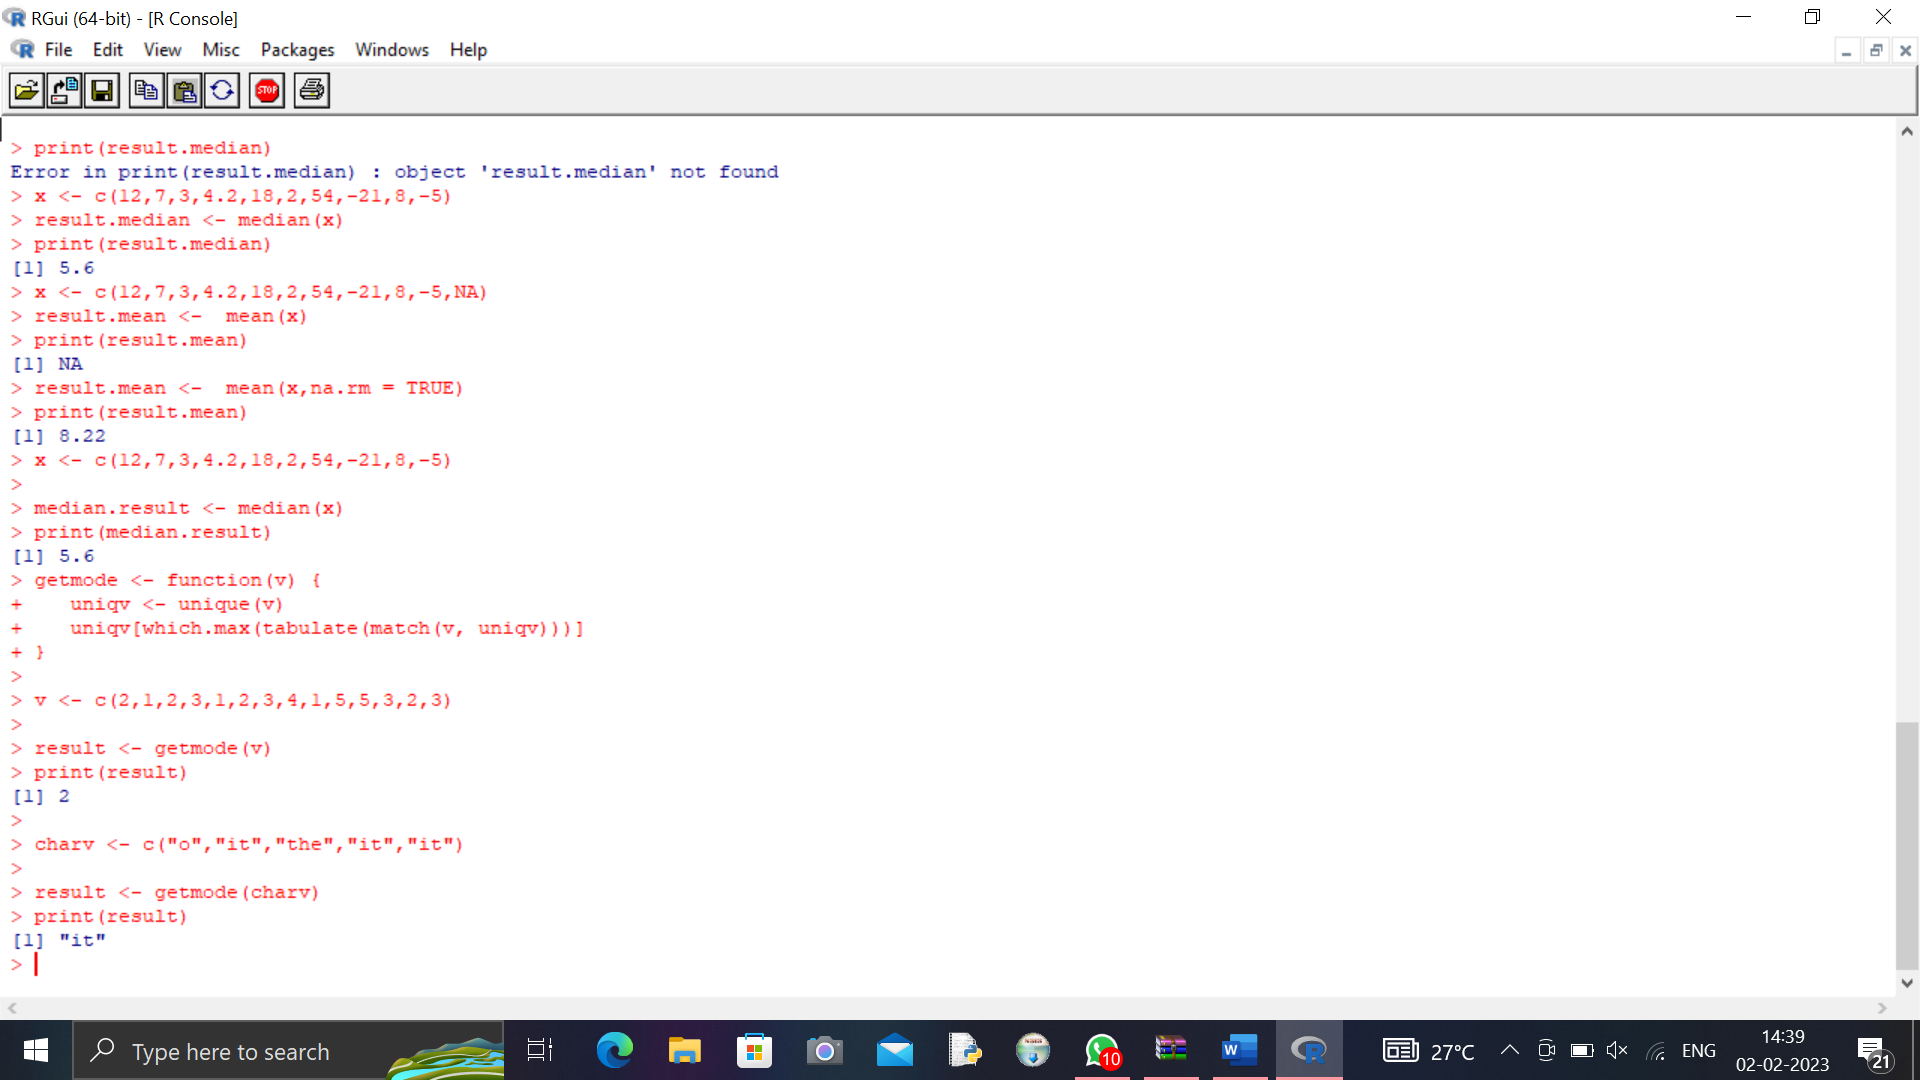 RGui (64-bit) - [R Console]
File Edit View Misc Packages Windows Help
STOP
> print(result.median)
Error in print(result.median) : object 'result.median' not found
> x <- c(12,7,3,4.2,18,2,54,-21,8,-5)
> result.median <- median(x)
> print(result.median)
[1] 5.6
> x <- c(12,7,3,4.2,18,2,54,-21,8,-5,NA)
> result.mean <-  mean(x)
> print(result.mean)
[1] NA
> result.mean <-  mean(x,na.rm = TRUE)
> print(result.mean)
[1] 8.22
> x <- c(12,7,3,4.2,18,2,54,-21,8,-5)
>
> median.result <- median(x)
> print(median.result)
[1] 5.6
> getmode <- function(v) {
+    uniqv <- unique(v)
+    uniqv[which.max(tabulate(match(v, uniqv)))]
+ }
>
> v <- c(2,1,2,3,1,2,3,4,1,5,5,3,2,3)
>
> result <- getmode(v)
> print(result)
[1] 2
>
> charv <- c("o","it","the","it","it")
>
> result <- getmode(charv)
> print(result)
[1] "it"
>
Type here to search
10
W
R
27°C
ENG
14:39
02-02-2023
21